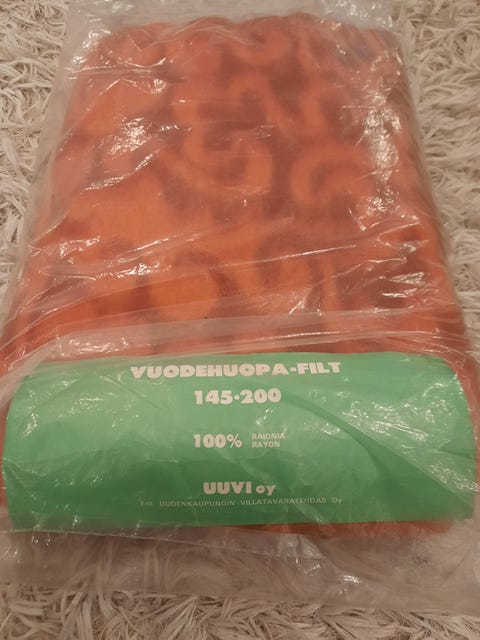 VUODEHUOPA-FILT
145·200
100% RAIONIA
RAYON
UUVI oy
Ent. UUDENKAUPUNGIN VILLATAVARATEHDAS Oy